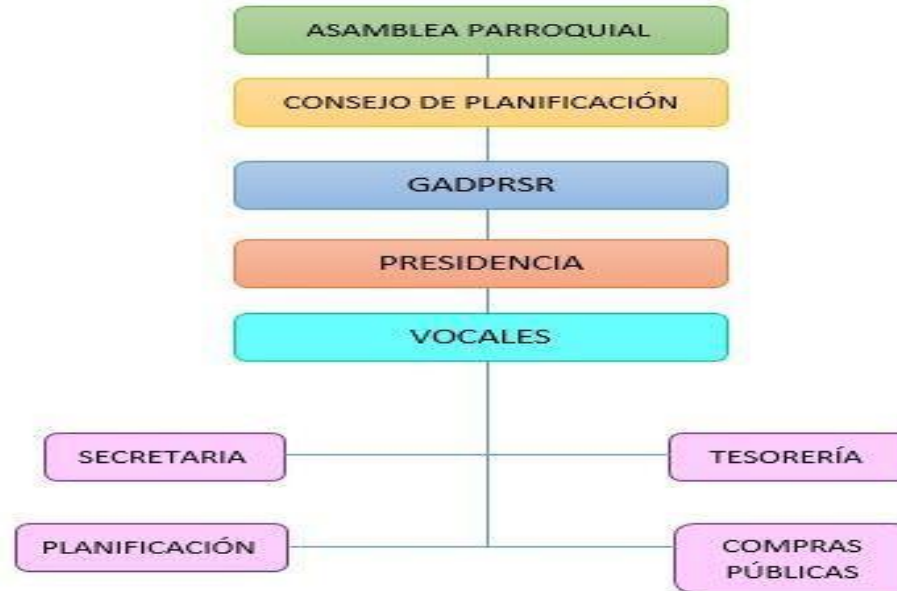 ASAMBLEA PARROQUIAL
CONSEJO DE PLANIFICACIÓN
GADPRSR
PRESIDENCIA
VOCALES
SECRETARIA
TESORERÍA
PLANIFICACIÓN
COMPRAS
PÚBLICAS